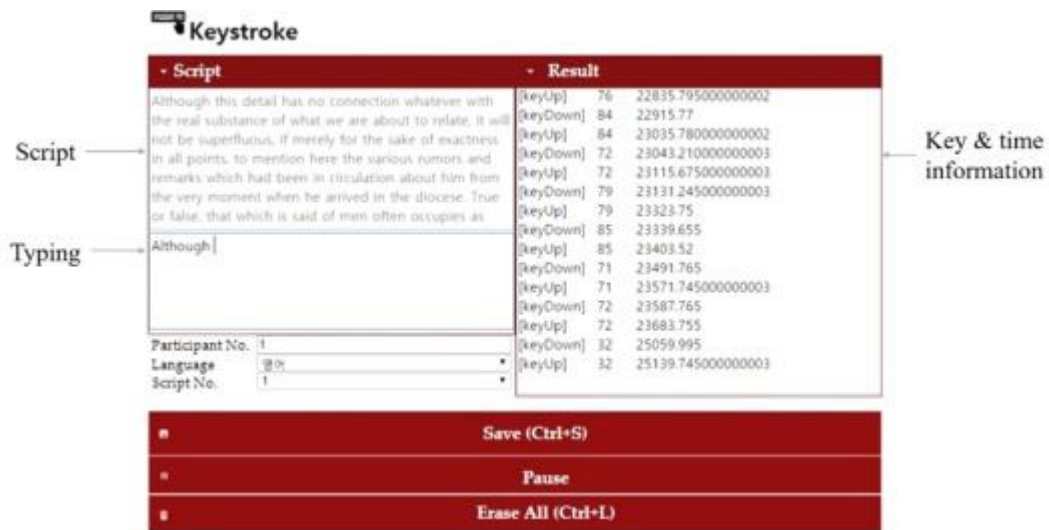 Keystroke
Script
Result
Although this detail has no connection whatever with
the real substance of what we are about to relate, it will
not be superfluous, if merely for the sake of exactness
in all points, to mention here the various rumors and
remarks which had been in circulation about him from
the very moment when he arrived in the diocese. True
or false, that which is said of men often occupies as
Script
Typing
Although
Participant No. 1
Language 영어
Script No. 1
[keyUp] 76 22835.795000000002
[keyDown] 84 22915.77
[keyUp] 84 23035.780000000002
[keyDown] 72 23043.210000000003
[keyUp] 72 23115.675000000003
[keyDown] 79 23131.245000000003
[keyUp] 79 23323.75
[keyDown] 85 23339.655
[keyUp] 85 23403.52
[keyDown] 71 23491.765
[keyUp] 71 23571.745000000003
[keyDown] 72 23587.765
[keyUp] 72 23683.755
[keyDown] 32 25059.995
[keyUp] 32 25139.745000000003
Key & time
information
Save (Ctrl+S)
Pause
Erase All (Ctrl+L)